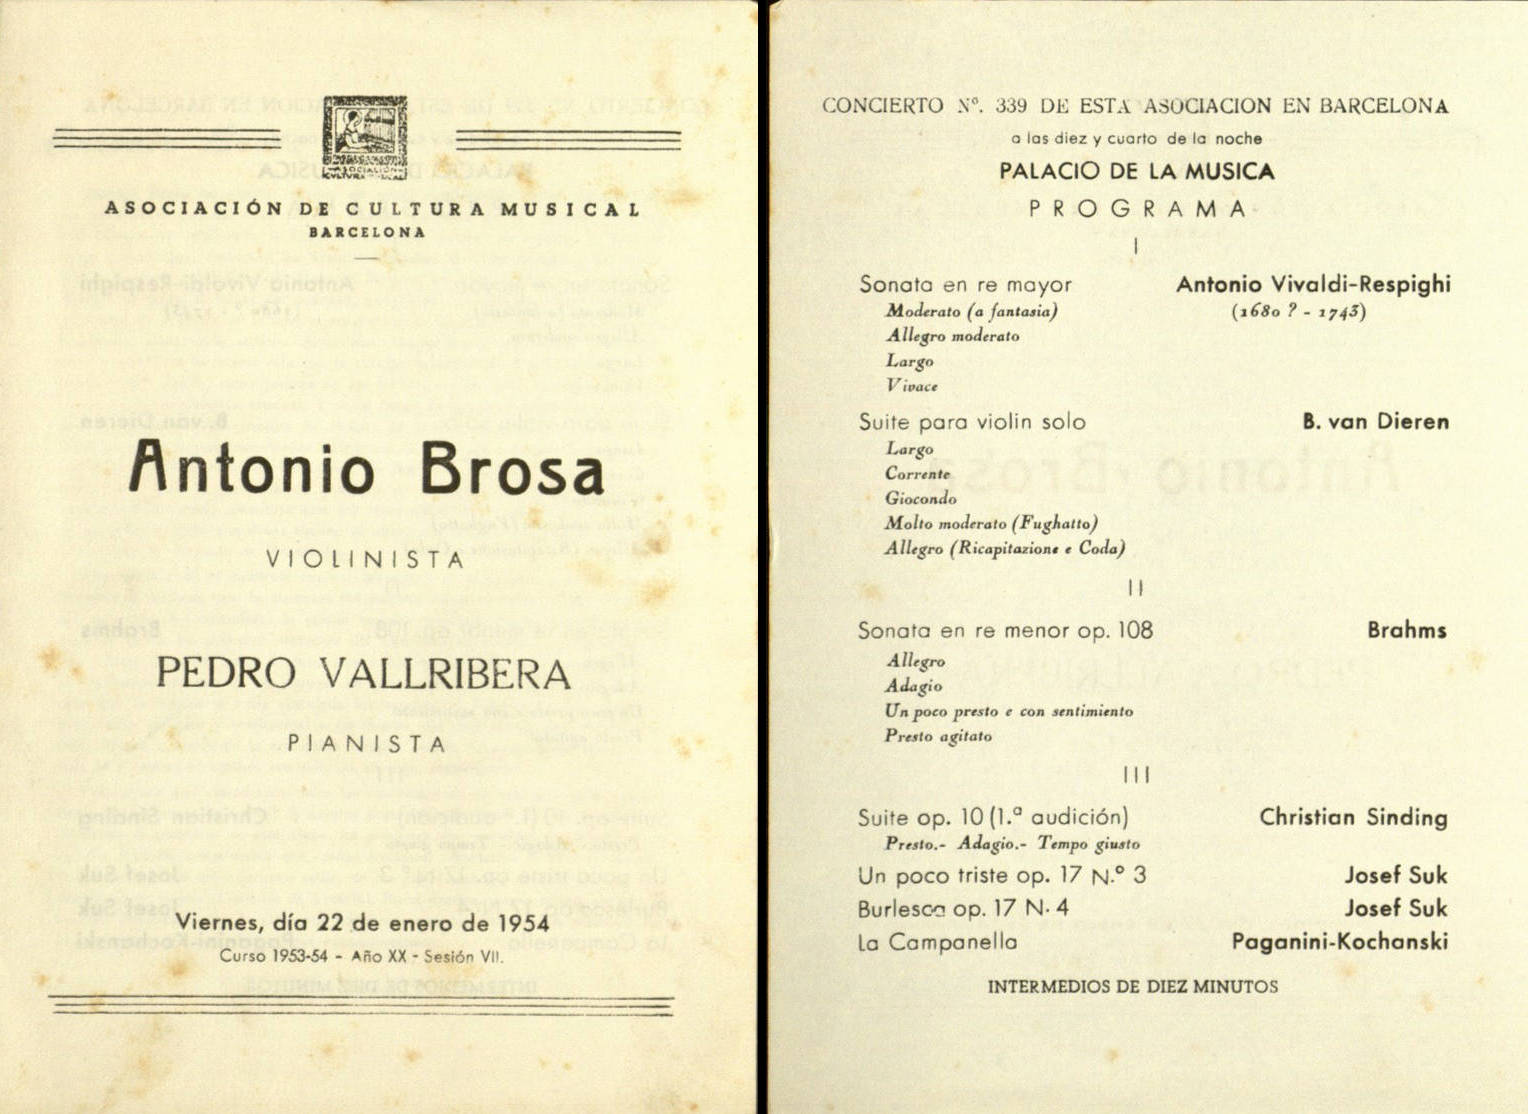 ASOCIACIÓN DE CULTURA MUSICAL
BARCELONA
Antonio Brosa
VIOLINISTA
PEDRO VALLRIBERA
PIANISTA
Viernes, día 22 de enero de 1954
Curso 1953-54 - Año XX - Sesión VII.
CONCIERTO Nº. 339 DE ESTA ASOCIACION EN BARCELONA
a las diez y cuarto de la noche
PALACIO DE LA MUSICA
PROGRAMA
I
Sonata en re mayor Antonio Vivaldi-Respighi
Moderato (a fantasia) (1680 ? - 1743)
Allegro moderato
Largo
Vivace
Suite para violin solo B. van Dieren
Largo
Corrente
Giocondo
Molto moderato (Fughatto)
Allegro (Ricapitazione e Coda)
II
Sonata en re menor op. 108 Brahms
Allegro
Adagio
Un poco presto e con sentimiento
Presto agitato
III
Suite op. 10 (1.ª audición) Christian Sinding
Presto.- Adagio.- Tempo giusto
Un poco triste op. 17 N.º 3 Josef Suk
Burlesca op. 17 N. 4 Josef Suk
La Campanella Paganini-Kochanski
INTERMEDIOS DE DIEZ MINUTOS